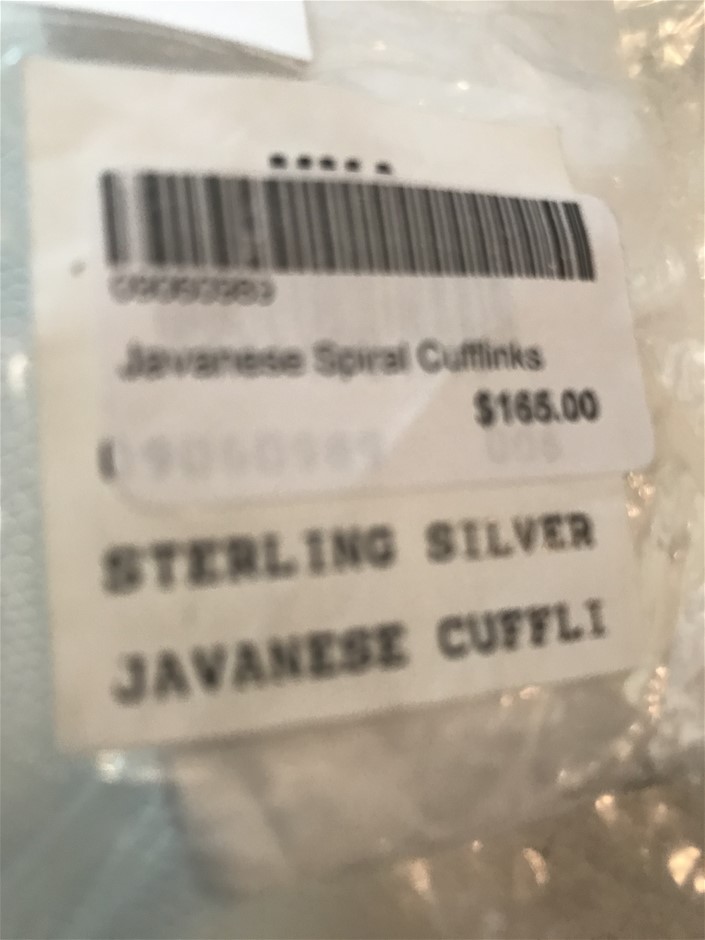 Javanese Spiral Cufflinks
$165.00
STERLING SILVER
JAVANESE CUFFLI